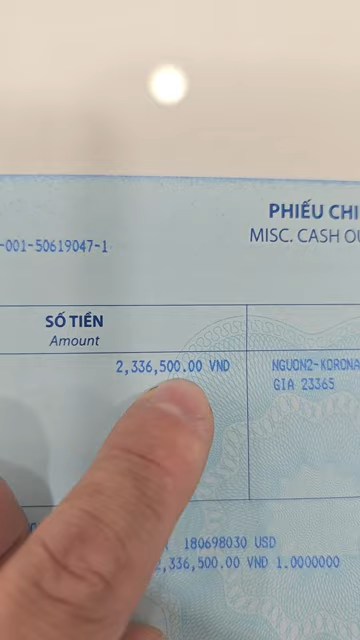 PHIẾU CHI
MISC. CASH
-001-50619047-1
SỐ TIỀN
Amount
2,336,500.00 VND
NGUON2-KORONA
GIA 23365
180698030 USD
2,336,500.00 VND 1.0000000